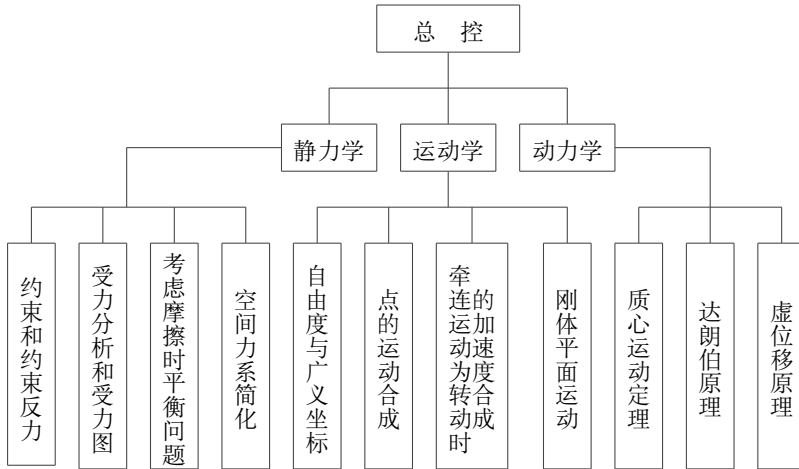 总 控
静力学
运动学
动力学
约束和约束反力
受力分析和受力图
考虑摩擦时平衡问题
空间力系简化
自由度与广义坐标
点的运动合成
牵连运动为转动时
的加速度合成
刚体平面运动
质心运动定理
达朗伯原理
虚位移原理